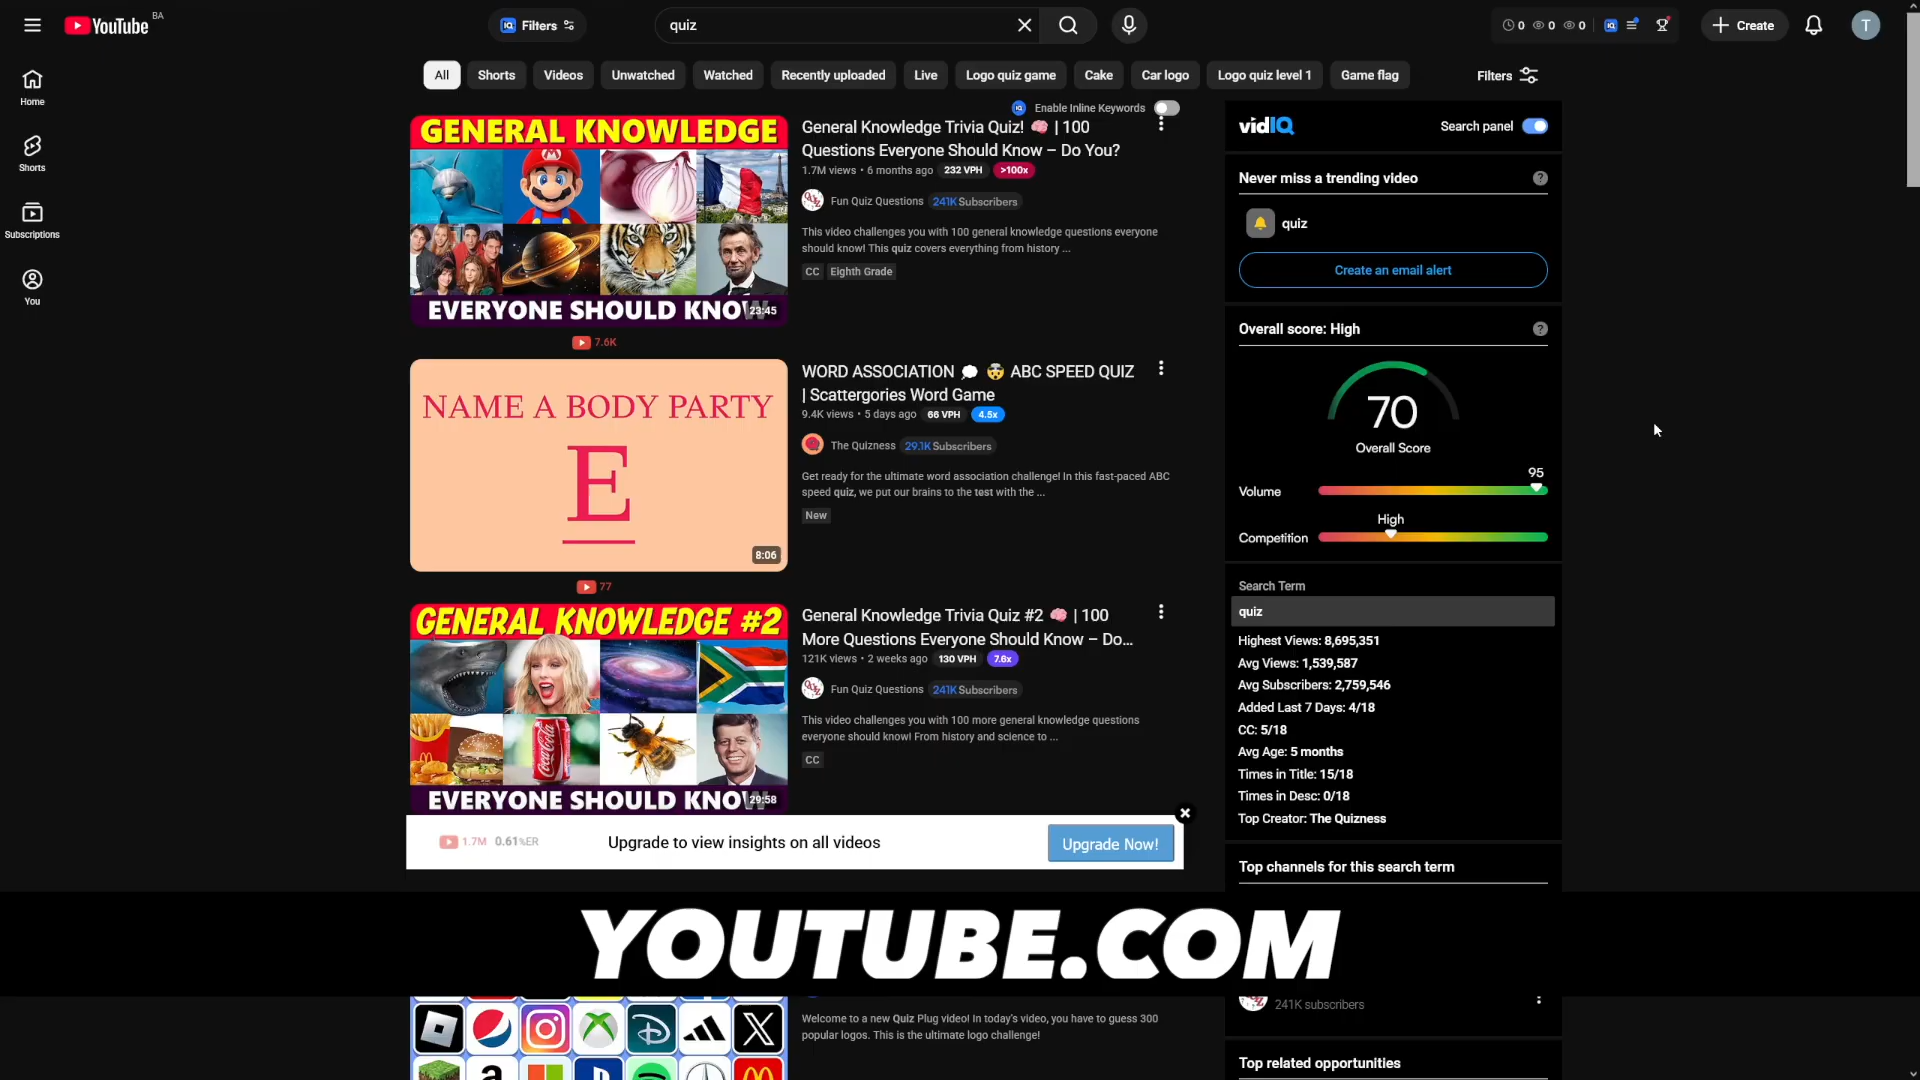 YouTube BA
Filters
quiz
0 0 0
Create
T
Home
Shorts
Subscriptions
You
All
Shorts
Videos
Unwatched
Watched
Recently uploaded
Live
Logo quiz game
Cake
Car logo
Logo quiz level 1
Game flag
Filters
Enable Inline Keywords
GENERAL KNOWLEDGE
EVERYONE SHOULD KNOW
23:45
7.6K
General Knowledge Trivia Quiz! 🧠 | 100
Questions Everyone Should Know – Do You?
1.7M views • 6 months ago 232 VPH >100x
Fun Quiz Questions 241K Subscribers
This video challenges you with 100 general knowledge questions everyone
should know! This quiz covers everything from history ...
CC Eighth Grade
NAME A BODY PARTY
E
8:06
77
WORD ASSOCIATION 💭 🤯 ABC SPEED QUIZ
| Scattergories Word Game
9.4K views • 5 days ago 66 VPH 4.5x
The Quizness 29.1K Subscribers
Get ready for the ultimate word association challenge! In this fast-paced ABC
speed quiz, we put our brains to the test with the ...
New
GENERAL KNOWLEDGE #2
Coca-Cola
EVERYONE SHOULD KNOW
29:58
General Knowledge Trivia Quiz #2 🧠 | 100
More Questions Everyone Should Know – Do...
121K views • 2 weeks ago 130 VPH 7.6x
Fun Quiz Questions 241K Subscribers
This video challenges you with 100 more general knowledge questions
everyone should know! From history and science to ...
CC
1.7M 0.61%ER
Upgrade to view insights on all videos
Upgrade Now!
vidIQ
Search panel
Never miss a trending video
quiz
Create an email alert
Overall score: High
70
Overall Score
95
Volume
High
Competition
Search Term
quiz
Highest Views: 8,695,351
Avg Views: 1,539,587
Avg Subscribers: 2,759,546
Added Last 7 Days: 4/18
CC: 5/18
Avg Age: 5 months
Times in Title: 15/18
Times in Desc: 0/18
Top Creator: The Quizness
Top channels for this search term
YOUTUBE.COM
241K subscribers
Welcome to a new Quiz Plug video! In today's video, you have to guess 300
popular logos. This is the ultimate logo challenge!
Top related opportunities